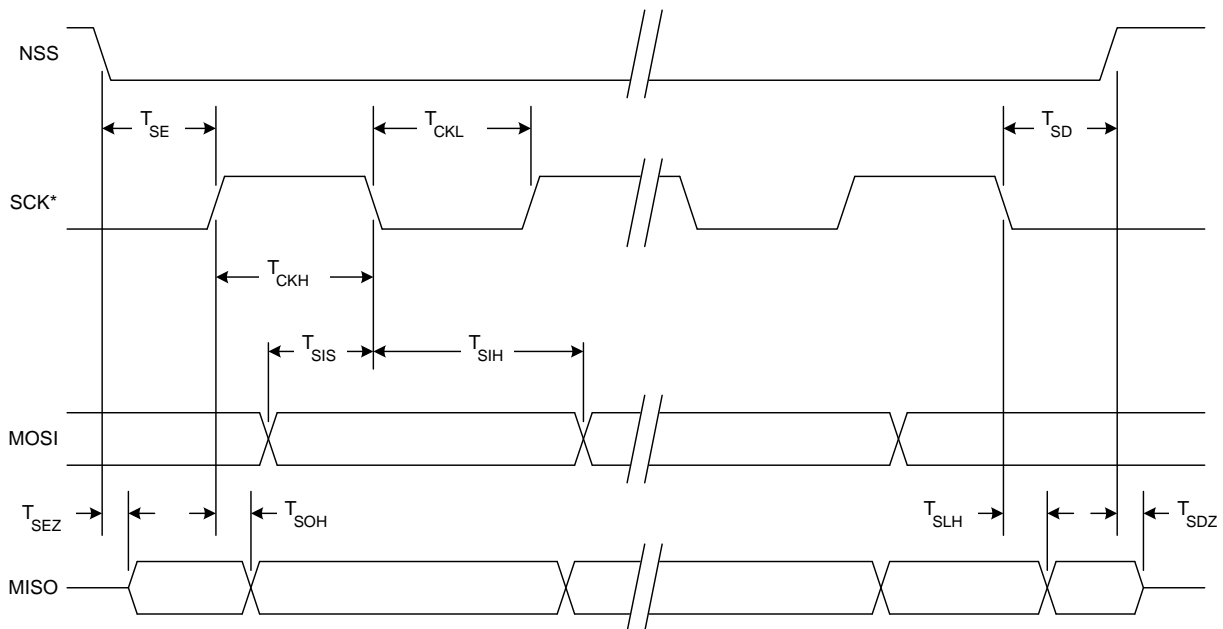 NSS
T_SE
T_CKL
T_SD
SCK*
T_CKH
T_SIS
T_SIH
MOSI
T_SEZ
T_SOH
T_SLH
T_SDZ
MISO